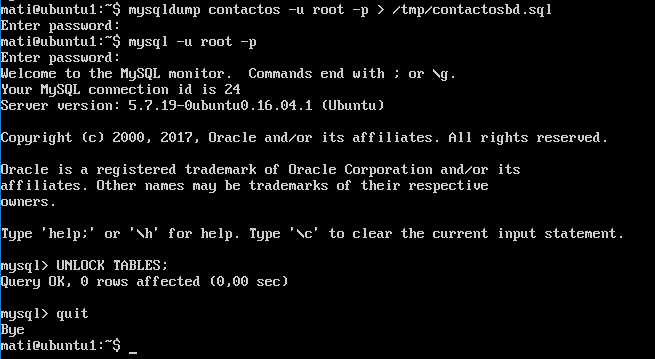 mati@ubuntu1:~$ mysqldump contactos -u root -p > /tmp/contactosbd.sql
Enter password:
mati@ubuntu1:~$ mysql -u root -p
Enter password:
Welcome to the MySQL monitor.  Commands end with ; or \g.
Your MySQL connection id is 24
Server version: 5.7.19-0ubuntu0.16.04.1 (Ubuntu)
Copyright (c) 2000, 2017, Oracle and/or its affiliates. All rights reserved.
Oracle is a registered trademark of Oracle Corporation and/or its
affiliates. Other names may be trademarks of their respective
owners.
Type 'help;' or '\h' for help. Type '\c' to clear the current input statement.
mysql> UNLOCK TABLES;
Query OK, 0 rows affected (0,00 sec)
mysql> quit
Bye
mati@ubuntu1:~$ _